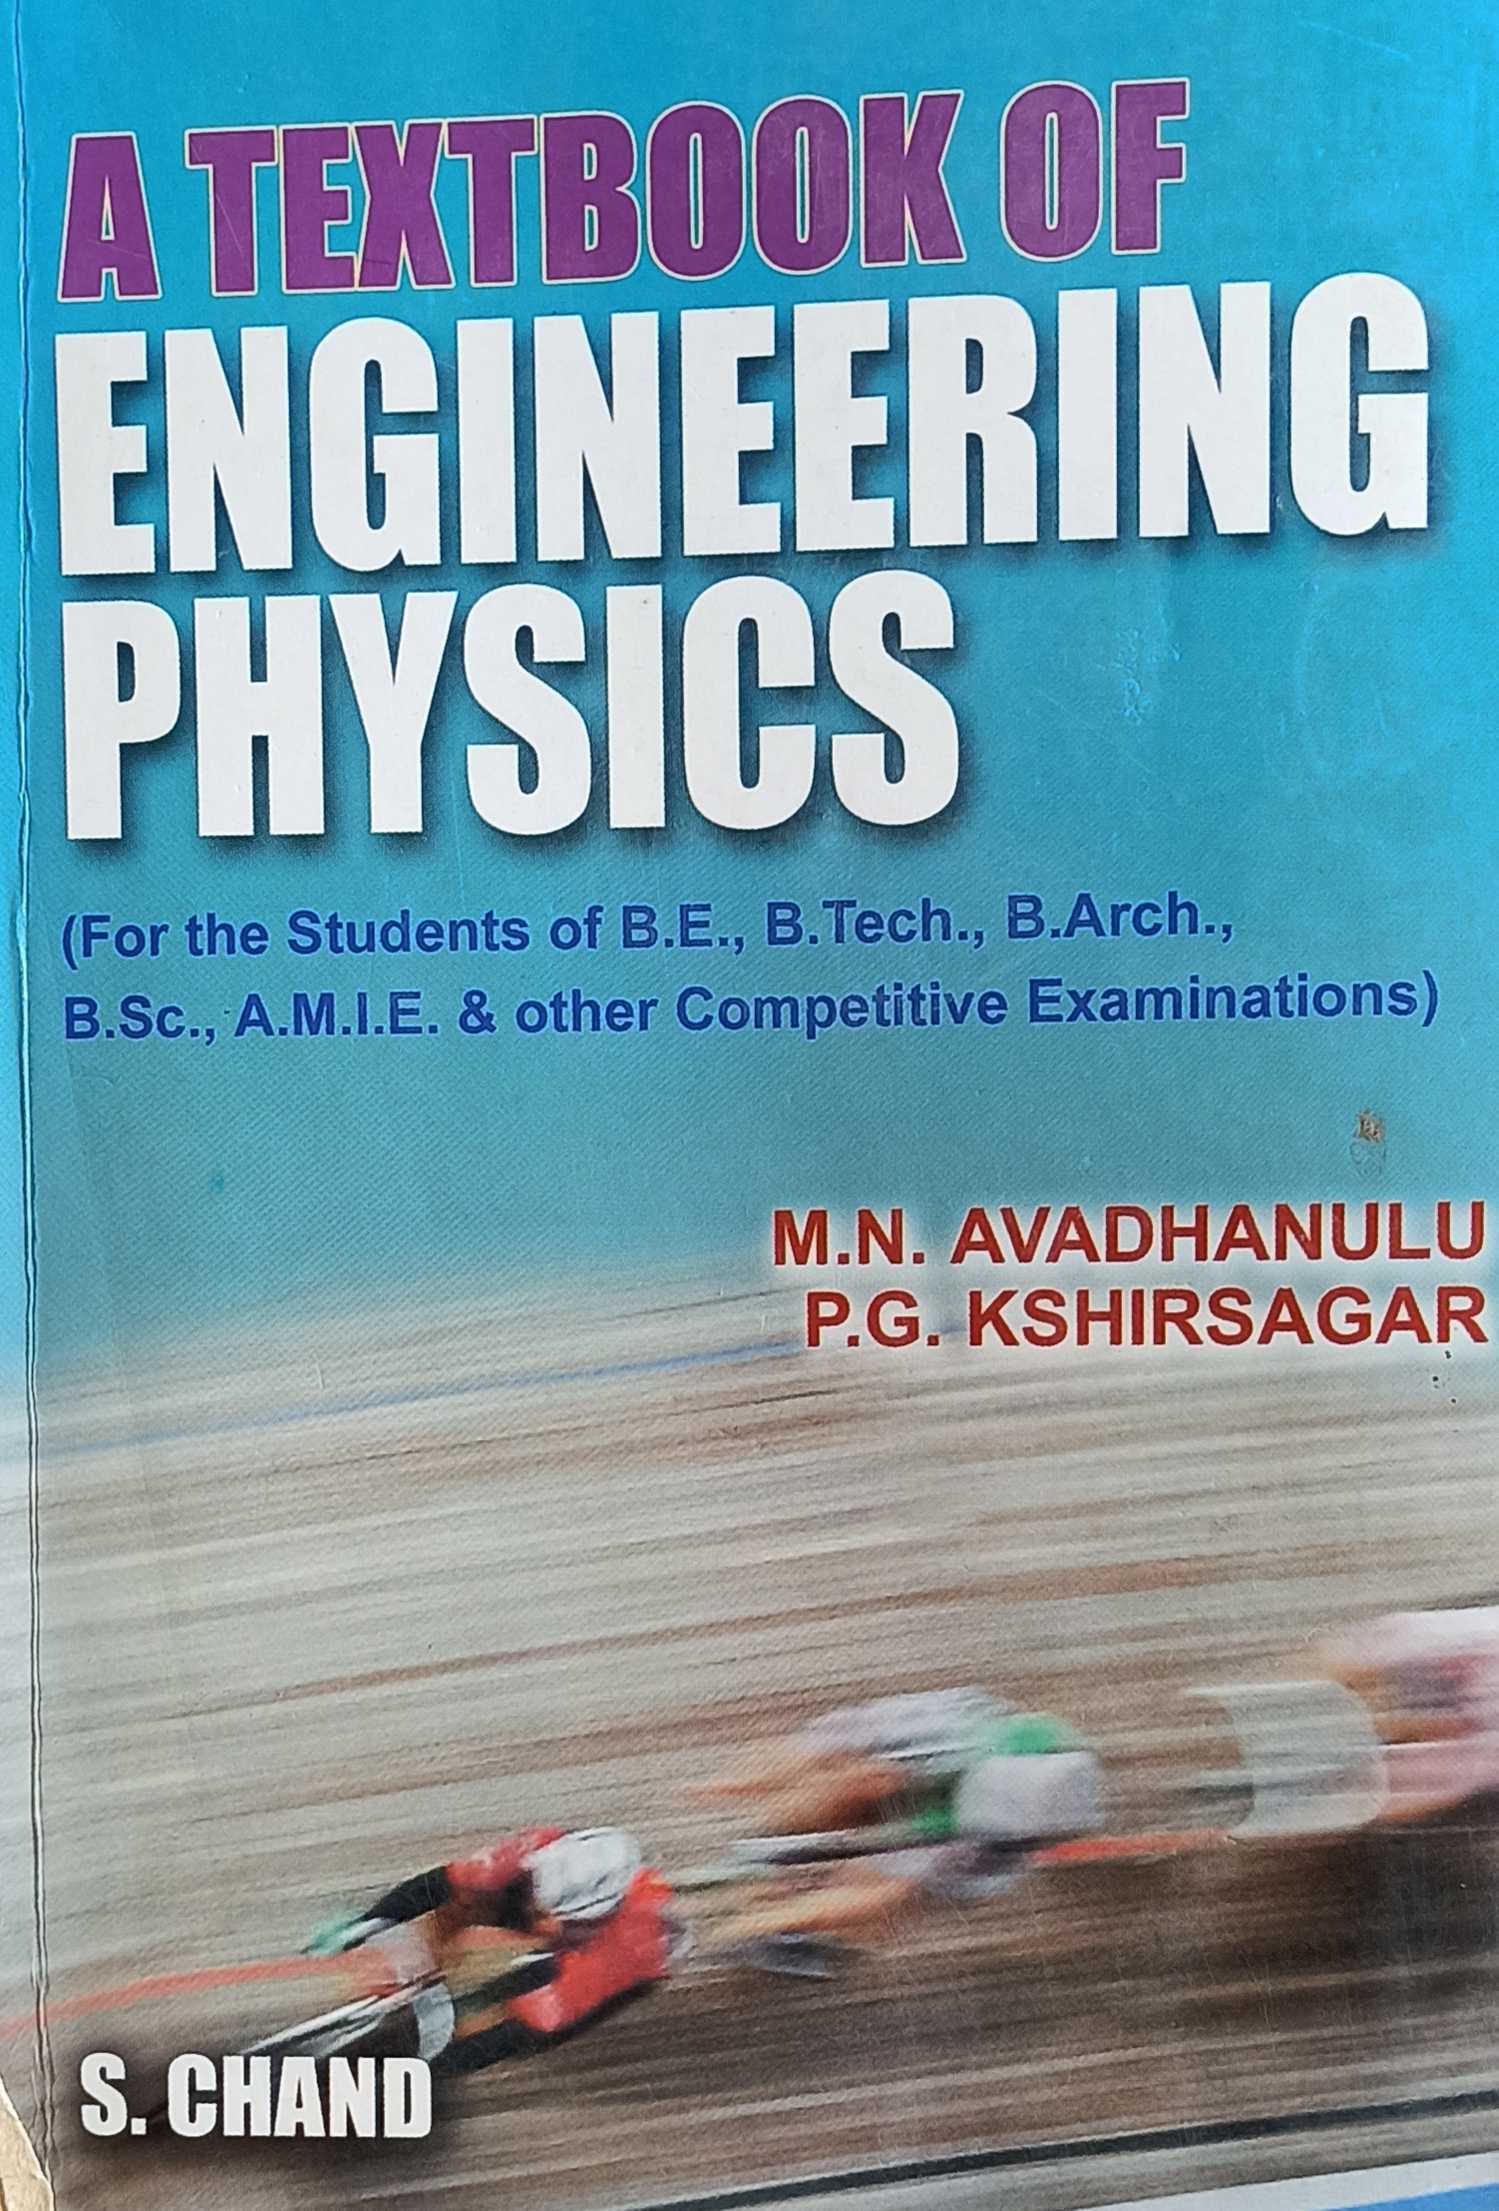 A TEXTBOOK OF
ENGINEERING
PHYSICS
(For the Students of B.E., B.Tech., B.Arch.,
B.Sc., A.M.I.E. & other Competitive Examinations)
M.N. AVADHANULU
P.G. KSHIRSAGAR
S. CHAND